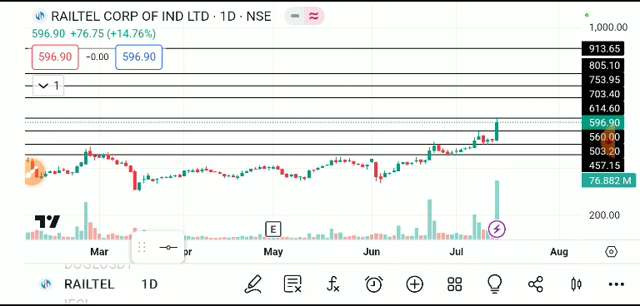 RAILTEL CORP OF IND LTD · 1D · NSE
596.90 +76.75 (+14.76%)
596.90 −0.00 596.90
1
1,000.00
913.65
805.10
753.95
703.40
614.60
596.90
560.00
503.20
457.15
76.882 M
200.00
E
Mar May Jun Jul Aug
RAILTEL 1D